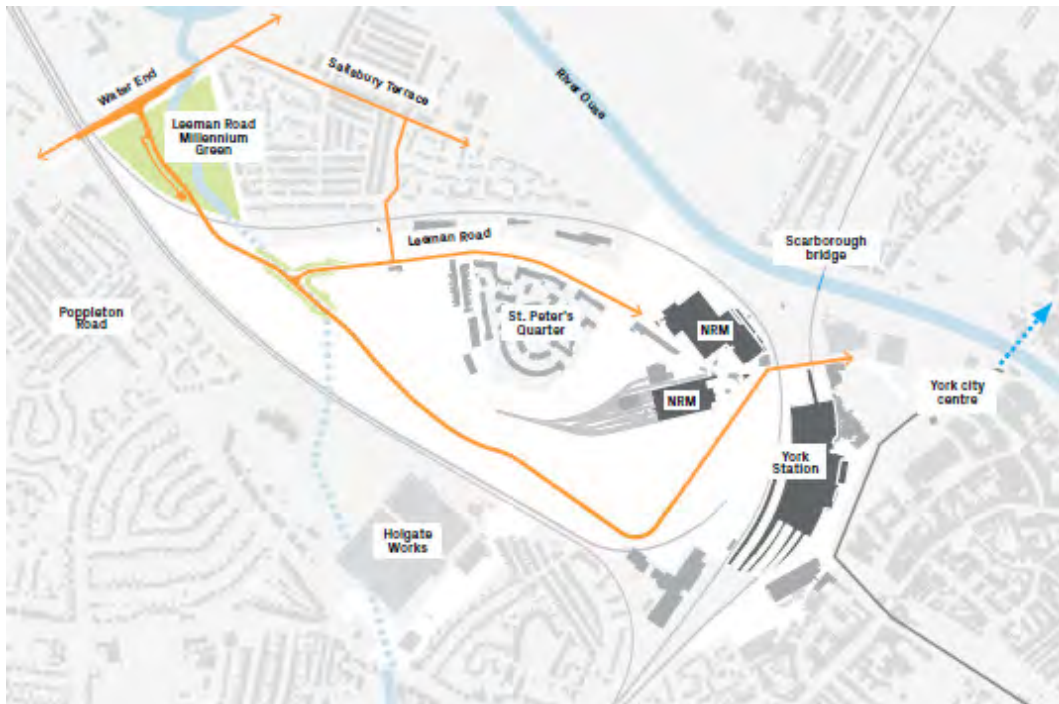 Water End
Salisbury Terrace
River Ouse
Leeman Road
Millennium
Green
Leeman Road
Scarborough
bridge
Poppleton
Road
St. Peter's
Quarter
NRM
NRM
York city
centre
York
Station
Holgate
Works